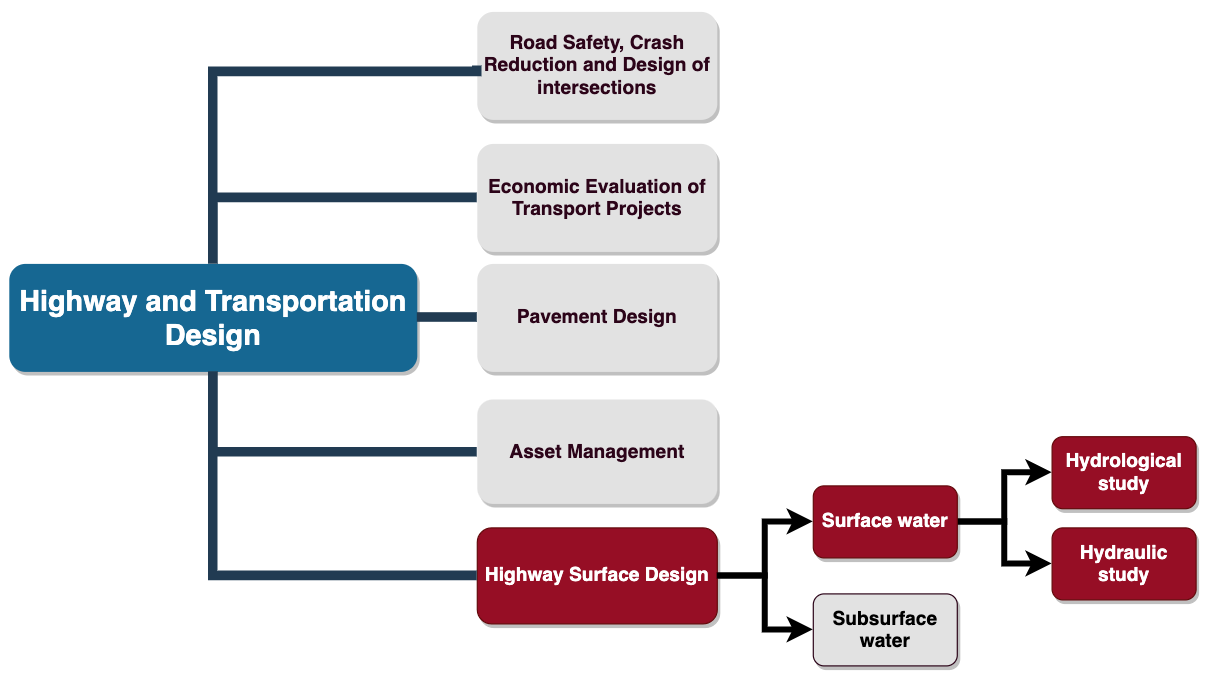 Road Safety, Crash
Reduction and Design of
intersections
Economic Evaluation of
Transport Projects
Highway and Transportation
Design
Pavement Design
Asset Management
Highway Surface Design
Surface water
Subsurface
water
Hydrological
study
Hydraulic
study